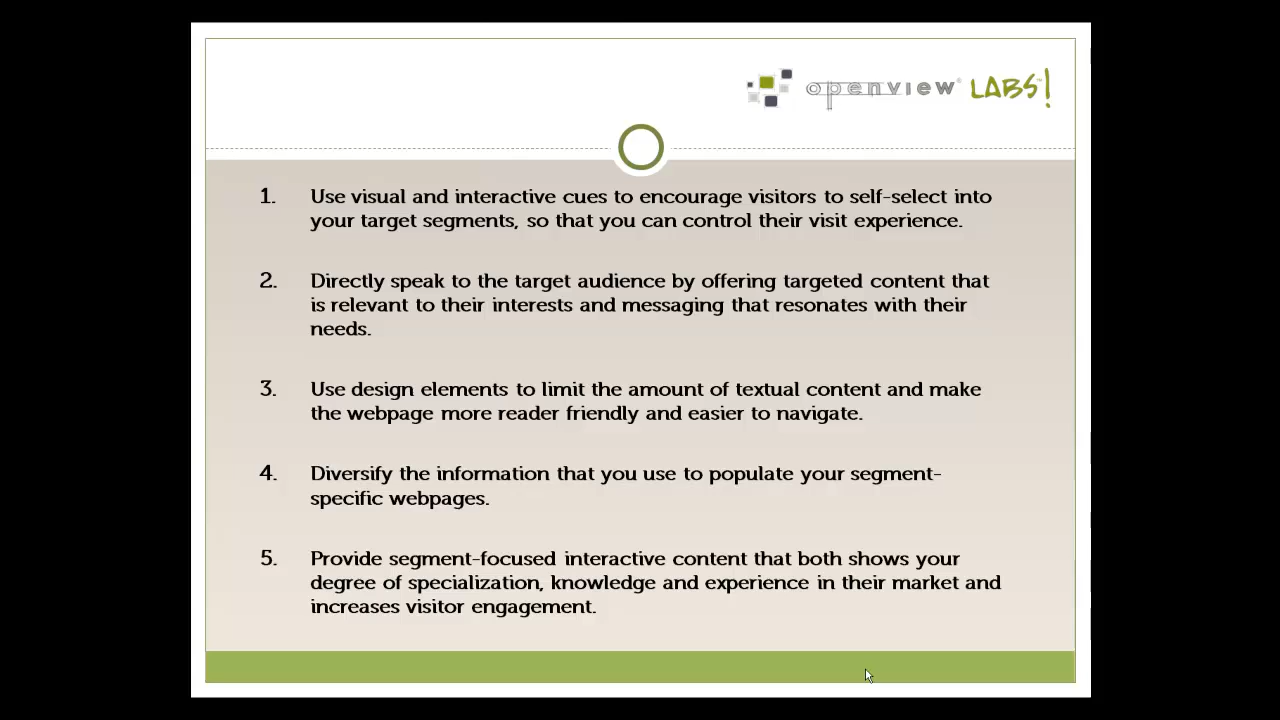 openview® LABS!™
1. Use visual and interactive cues to encourage visitors to self-select into
your target segments, so that you can control their visit experience.
2. Directly speak to the target audience by offering targeted content that
is relevant to their interests and messaging that resonates with their
needs.
3. Use design elements to limit the amount of textual content and make
the webpage more reader friendly and easier to navigate.
4. Diversify the information that you use to populate your segment-
specific webpages.
5. Provide segment-focused interactive content that both shows your
degree of specialization, knowledge and experience in their market and
increases visitor engagement.